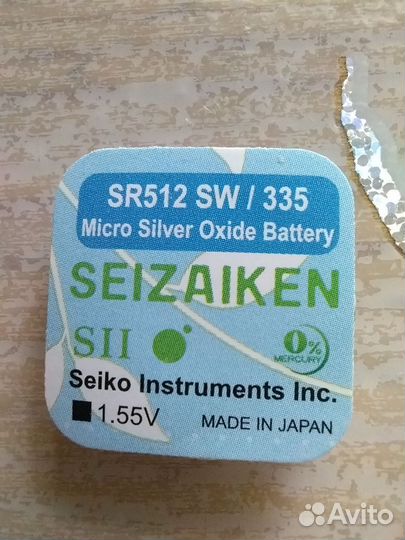 SR512 SW / 335
Micro Silver Oxide Battery
SEIZAIKEN
SII
0%
MERCURY
Seiko Instruments Inc.
1.55V MADE IN JAPAN
Avito